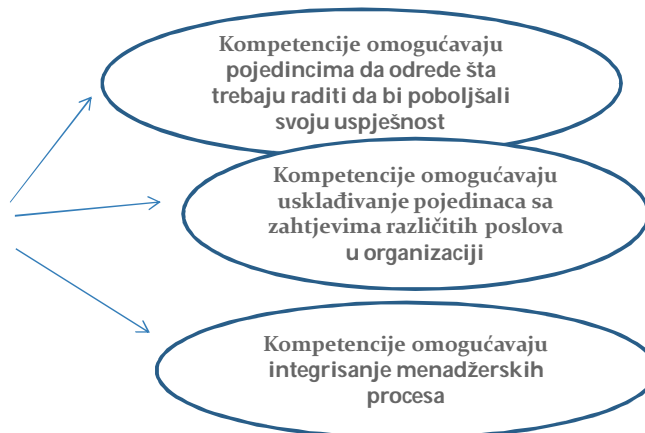 Kompetencije omogućavaju
pojedincima da odrede šta
trebaju raditi da bi poboljšali
svoju uspješnost
Kompetencije omogućavaju
usklađivanje pojedinaca sa
zahtjevima različitih poslova
u organizaciji
Kompetencije omogućavaju
integrisanje menadžerskih
procesa